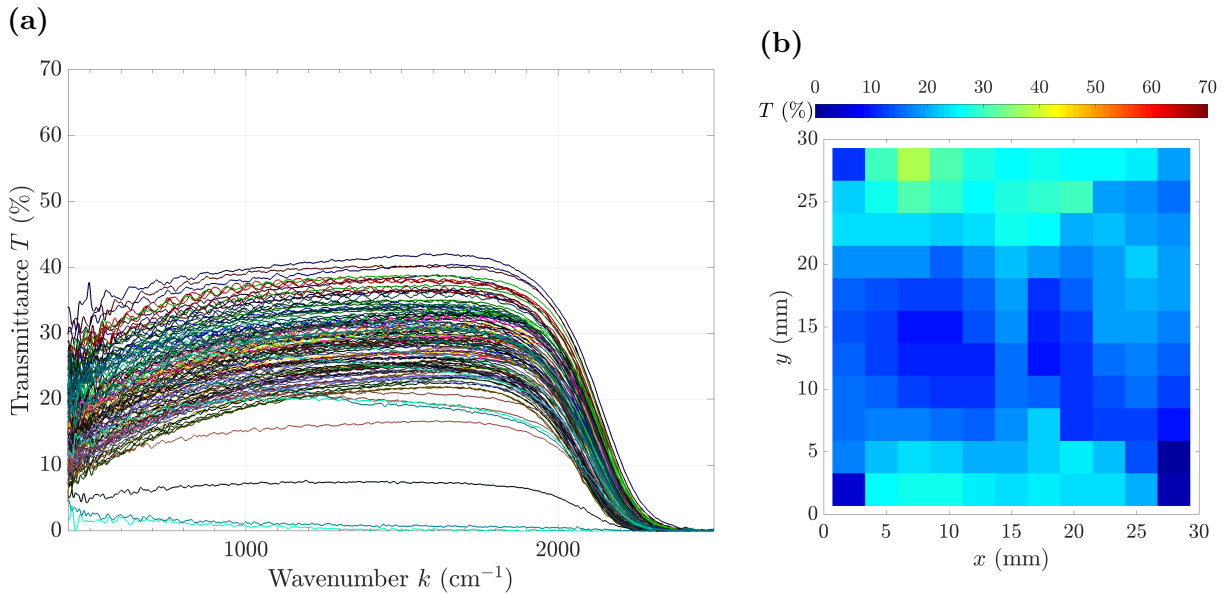 (a)
70
60
50
40
30
20
10
0
Transmittance T (%)
1000 2000
Wavenumber k (cm⁻¹)
(b)
0 10 20 30 40 50 60 70
T (%)
30
25
20
15
10
5
0
y (mm)
0 5 10 15 20 25 30
x (mm)